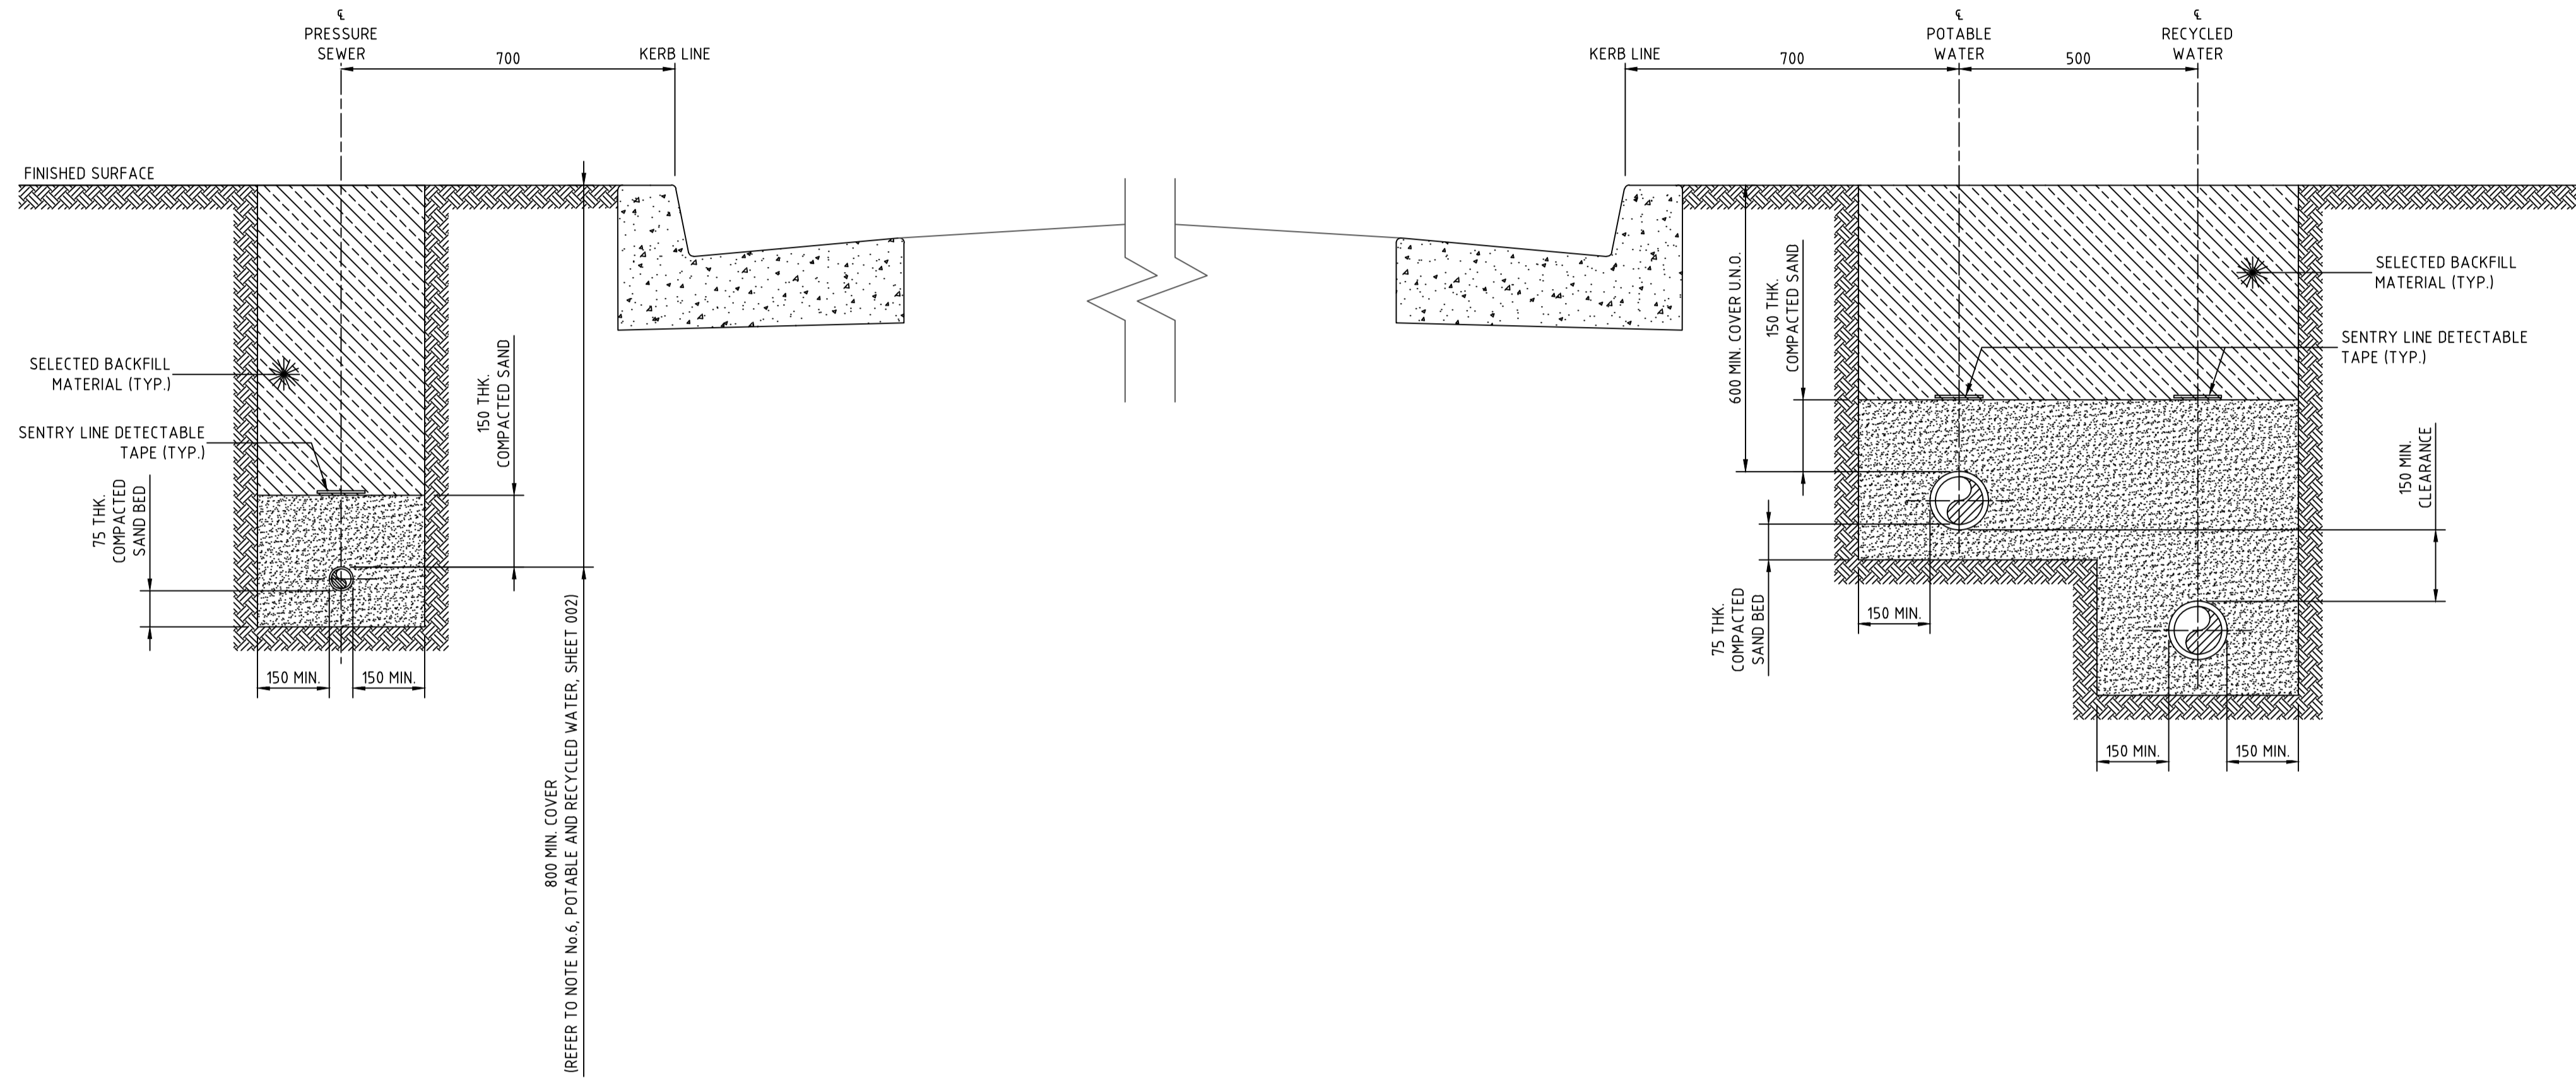 ℄
PRESSURE
SEWER
700
KERB LINE
KERB LINE
700
℄
POTABLE
WATER
500
℄
RECYCLED
WATER
FINISHED SURFACE
SELECTED BACKFILL
MATERIAL (TYP.)
SENTRY LINE DETECTABLE
TAPE (TYP.)
75 THK.
COMPACTED
SAND BED
150 MIN.
150 MIN.
150 THK.
COMPACTED SAND
800 MIN. COVER
(REFER TO NOTE No.6, POTABLE AND RECYCLED WATER, SHEET 002)
600 MIN. COVER U.N.O.
150 THK.
COMPACTED SAND
75 THK.
COMPACTED
SAND BED
150 MIN.
SELECTED BACKFILL
MATERIAL (TYP.)
SENTRY LINE DETECTABLE
TAPE (TYP.)
150 MIN.
CLEARANCE
150 MIN.
150 MIN.